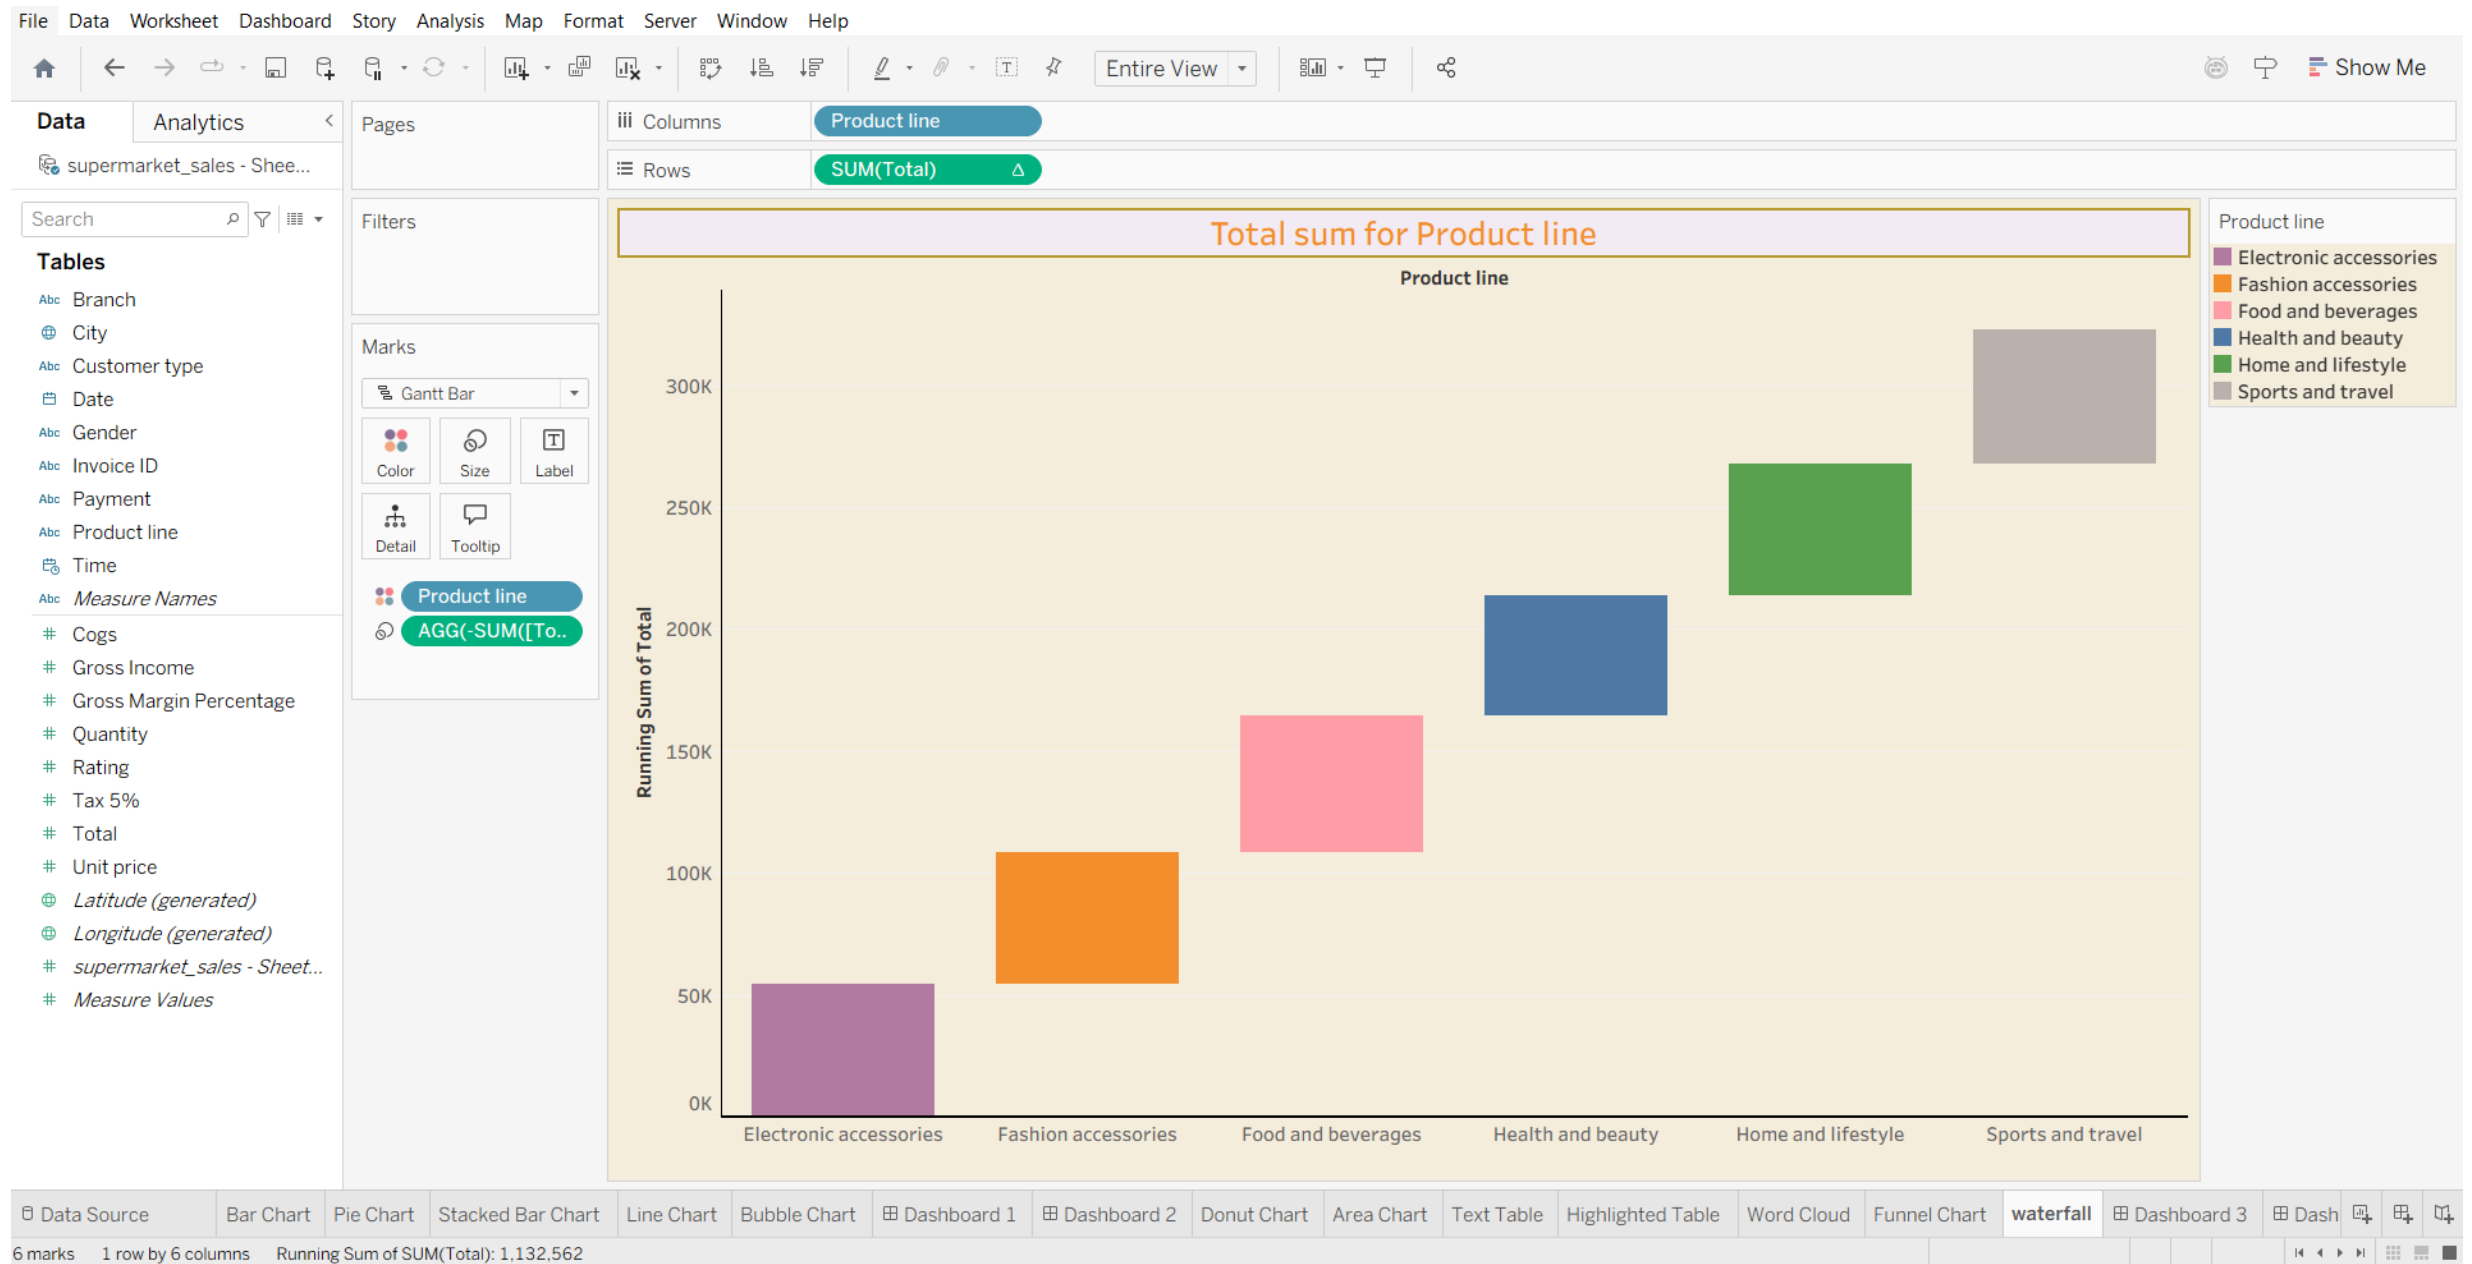 File Data Worksheet Dashboard Story Analysis Map Format Server Window Help
Entire View
Show Me
Data Analytics
supermarket_sales - Shee...
Search
Tables
Abc Branch
City
Abc Customer type
Date
Abc Gender
Abc Invoice ID
Abc Payment
Abc Product line
Time
Abc Measure Names
# Cogs
# Gross Income
# Gross Margin Percentage
# Quantity
# Rating
# Tax 5%
# Total
# Unit price
Latitude (generated)
Longitude (generated)
# supermarket_sales - Sheet...
# Measure Values
Pages
Filters
Marks
Gantt Bar
Color Size Label
Detail Tooltip
Product line
AGG(-SUM([To..
Columns Product line
Rows SUM(Total) Δ
Total sum for Product line
Product line
Running Sum of Total
300K
250K
200K
150K
100K
50K
0K
Electronic accessories Fashion accessories Food and beverages Health and beauty Home and lifestyle Sports and travel
Product line
Electronic accessories
Fashion accessories
Food and beverages
Health and beauty
Home and lifestyle
Sports and travel
Data Source Bar Chart Pie Chart Stacked Bar Chart Line Chart Bubble Chart Dashboard 1 Dashboard 2 Donut Chart Area Chart Text Table Highlighted Table Word Cloud Funnel Chart waterfall Dashboard 3 Dash
6 marks 1 row by 6 columns Running Sum of SUM(Total): 1,132,562